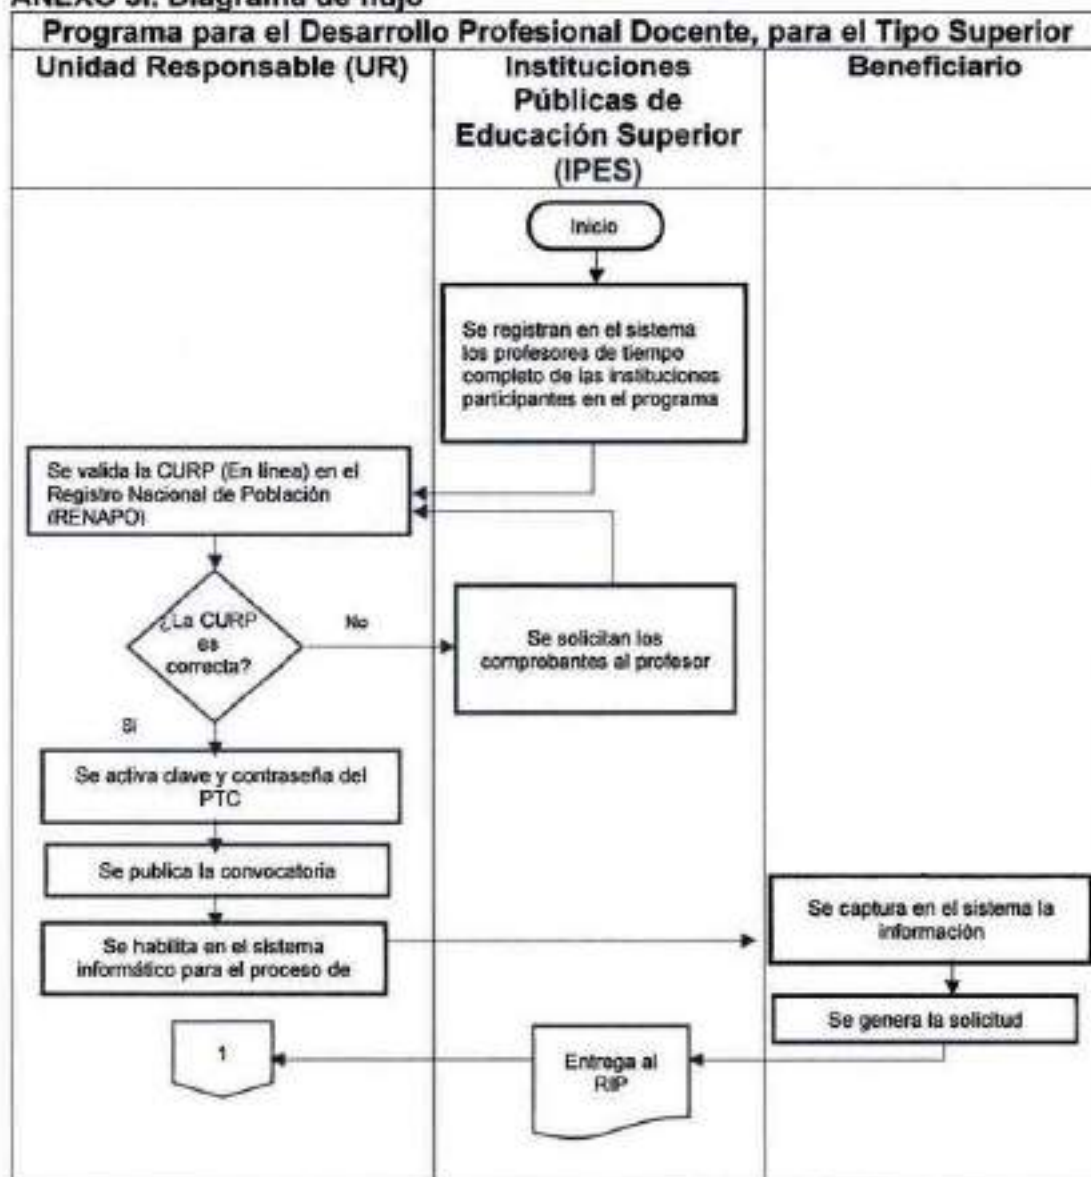 Programa para el Desarrollo Profesional Docente, para el Tipo Superior
Unidad Responsable (UR)
Instituciones
Públicas de
Educación Superior
(IPES)
Beneficiario
Inicio
Se registran en el sistema
los profesores de tiempo
completo de las instituciones
participantes en el programa
Se valida la CURP (En línea) en el
Registro Nacional de Población
(RENAPO)
¿La CURP
es
correcta?
No
Se solicitan los
comprobantes al profesor
Si
Se activa clave y contraseña del
PTC
Se publica la convocatoria
Se habilita en el sistema
informático para el proceso de
Se captura en el sistema la
información
Se genera la solicitud
Entrega al
RIP
1